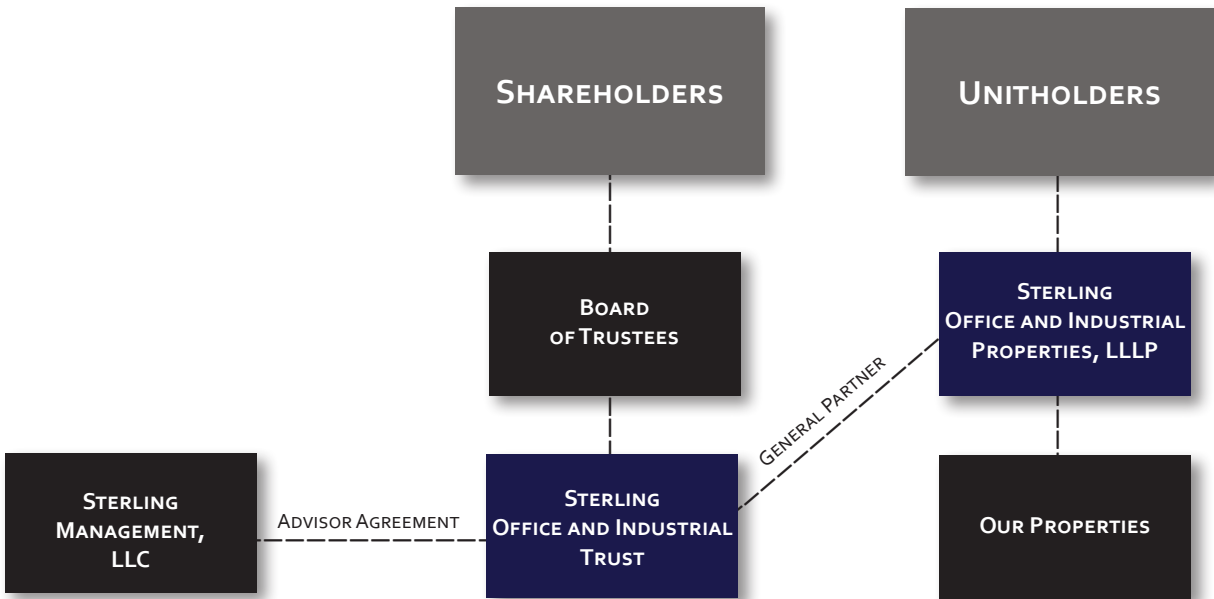 Shareholders
Unitholders
Board
of Trustees
Sterling
Office and Industrial
Properties, LLLP
General Partner
Sterling
Management,
LLC
Advisor Agreement
Sterling
Office and Industrial
Trust
Our Properties